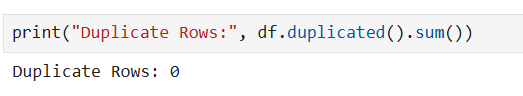 print("Duplicate Rows:", df.duplicated().sum())
Duplicate Rows: 0